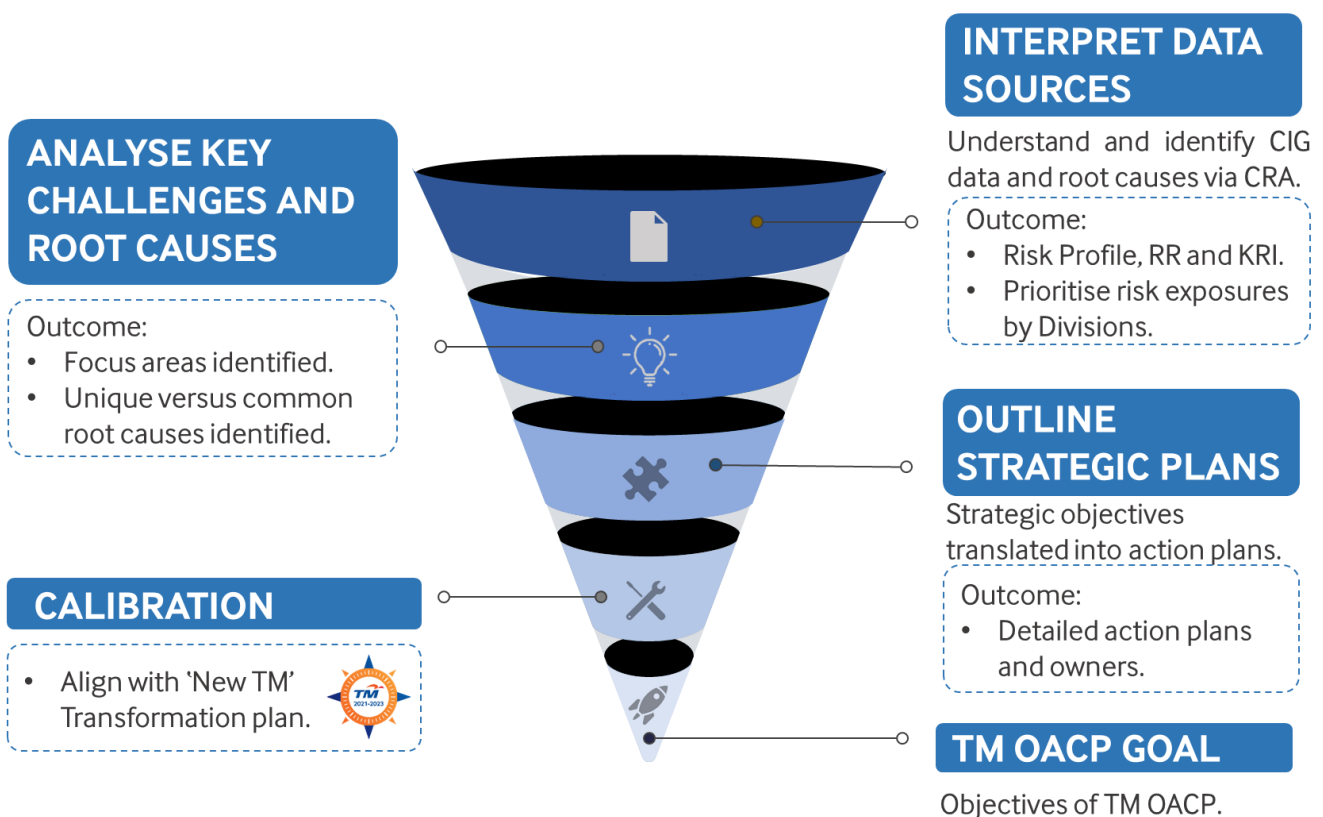 INTERPRET DATA
SOURCES
Understand and identify CIG
data and root causes via CRA.
Outcome:
• Risk Profile, RR and KRI.
• Prioritise risk exposures
by Divisions.
ANALYSE KEY
CHALLENGES AND
ROOT CAUSES
Outcome:
• Focus areas identified.
• Unique versus common
root causes identified.
OUTLINE
STRATEGIC PLANS
Strategic objectives
translated into action plans.
Outcome:
• Detailed action plans
and owners.
CALIBRATION
• Align with ‘New TM’
Transformation plan.
TM
2021-2023
TM OACP GOAL
Objectives of TM OACP.